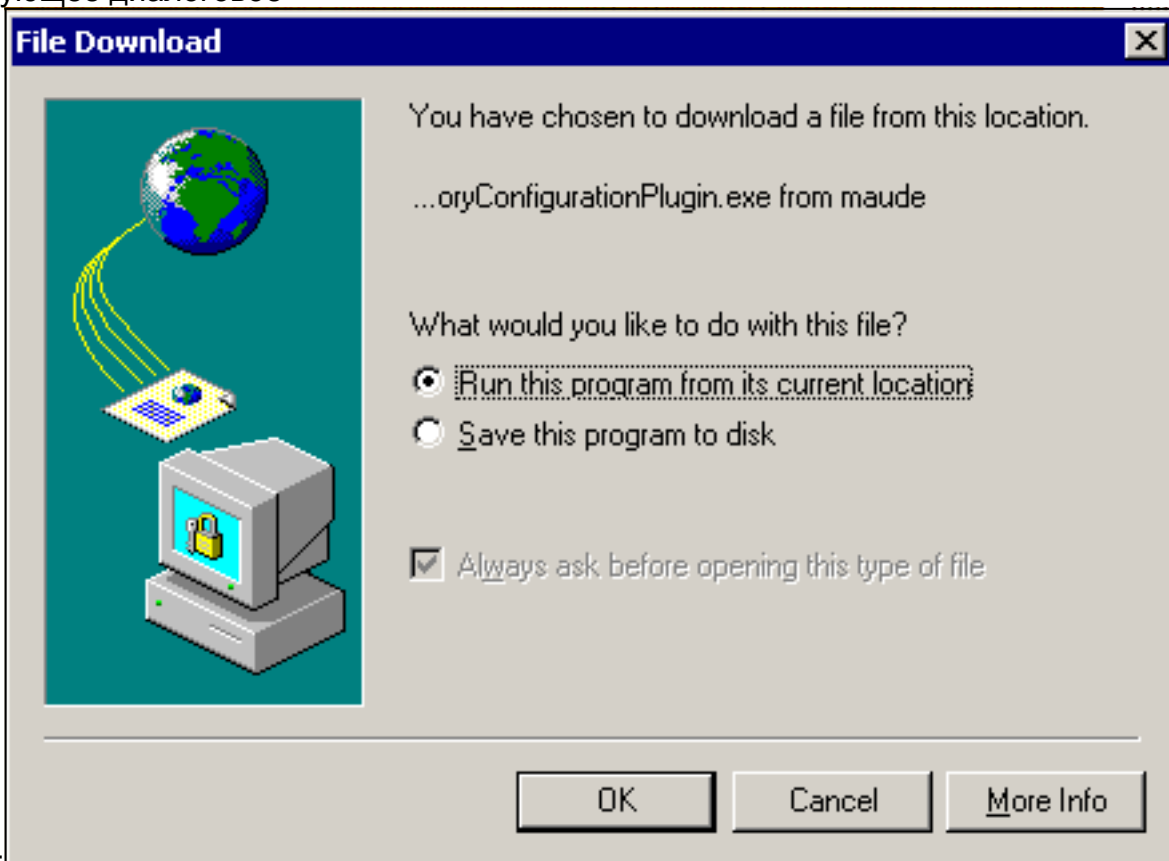 ующее диалоговое
File Download
You have chosen to download a file from this location.
...oryConfigurationPlugin.exe from maude
What would you like to do with this file?
Run this program from its current location
Save this program to disk
Always ask before opening this type of file
OK Cancel More Info